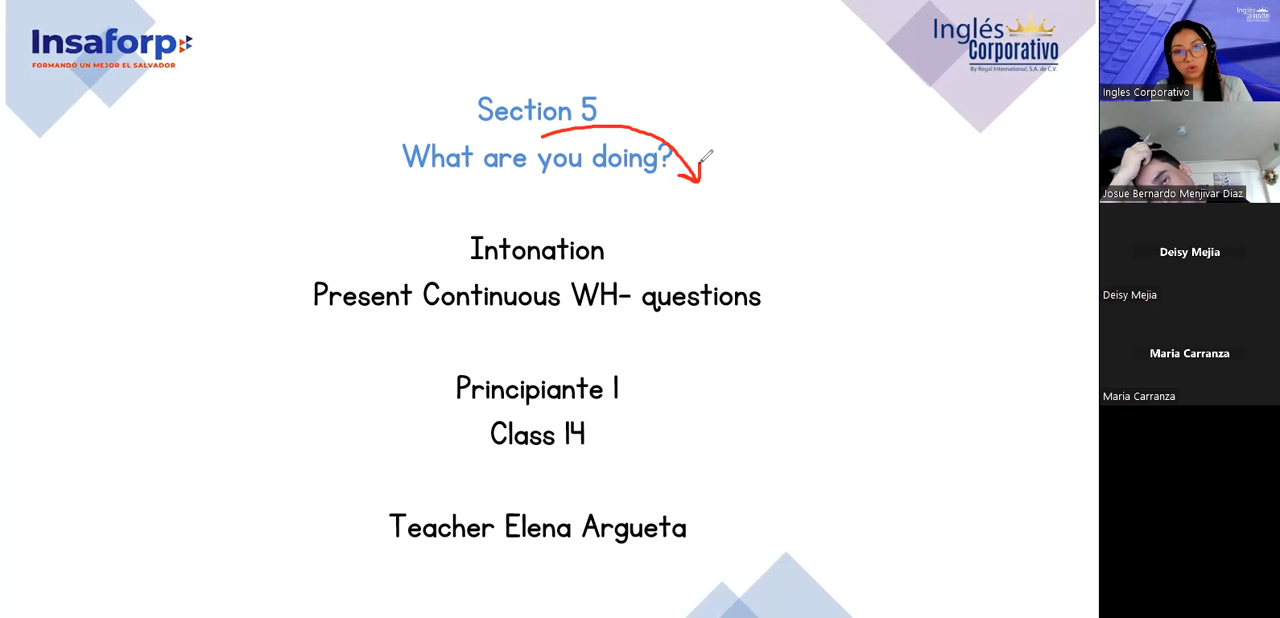 Insaforp
FORMANDO UN MEJOR EL SALVADOR
Inglés
Corporativo
By Regal International, S.A. de C.V.
Section 5
What are you doing?
Intonation
Present Continuous WH- questions
Principiante 1
Class 14
Teacher Elena Argueta
Ingles Corporativo
Josue Bernardo Menjivar Diaz
Deisy Mejia
Deisy Mejia
Maria Carranza
Maria Carranza